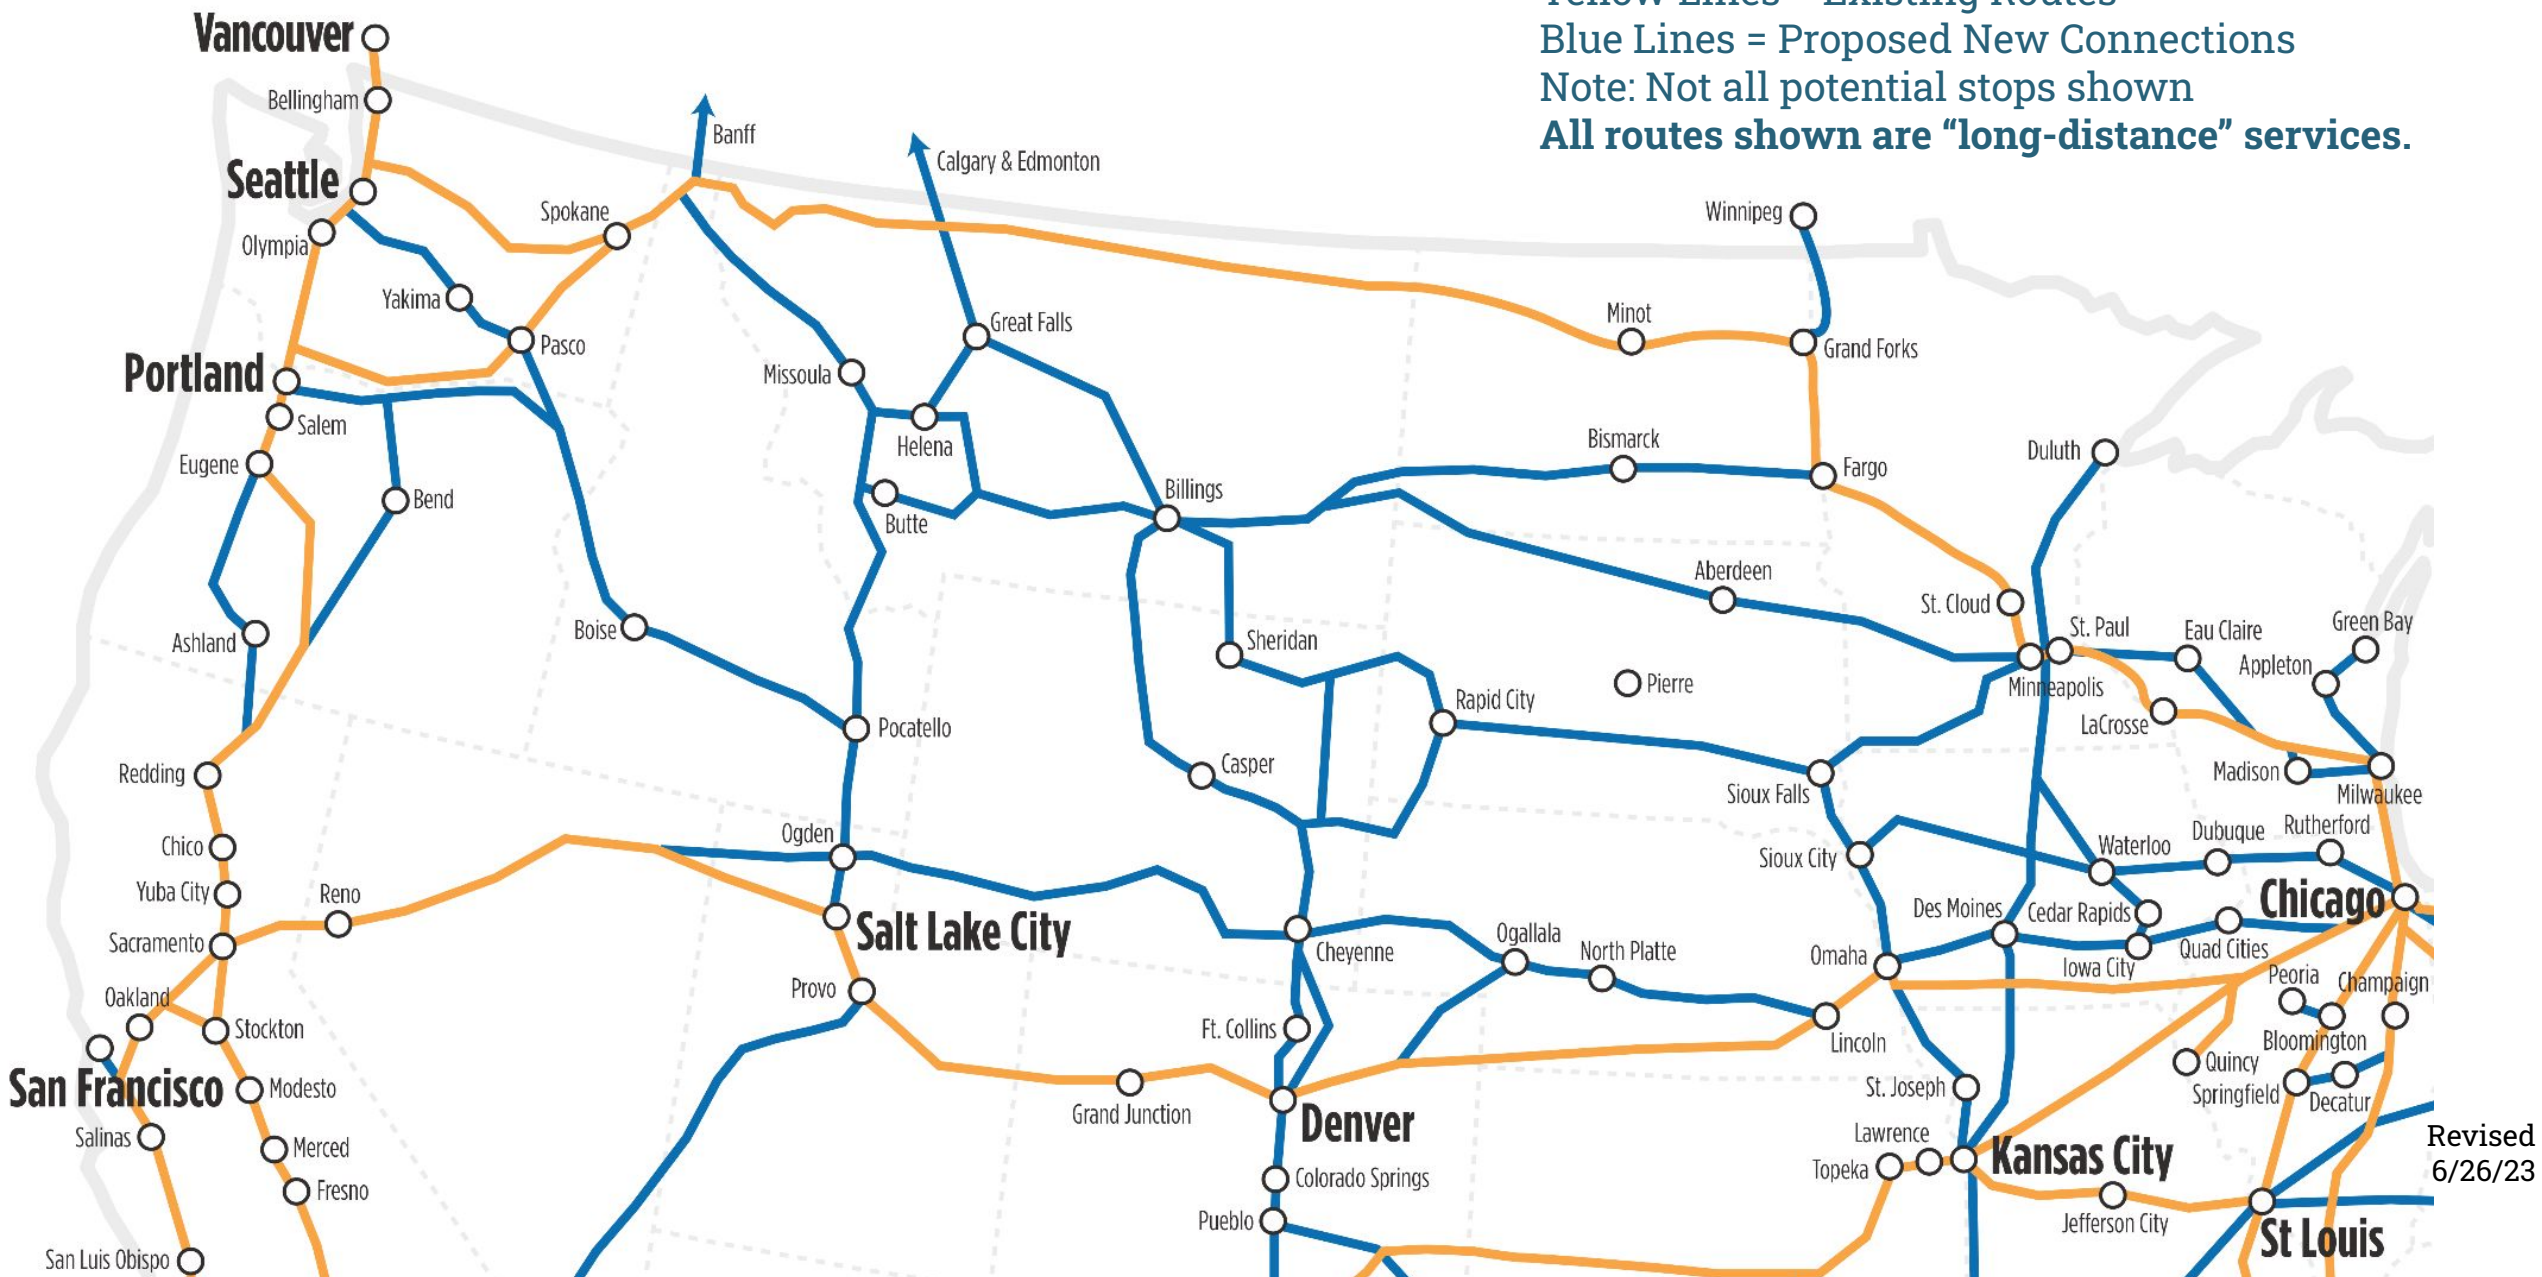 Yellow Lines = Existing Routes
Blue Lines = Proposed New Connections
Note: Not all potential stops shown
All routes shown are “long-distance” services.
Vancouver
Bellingham
Banff
Calgary & Edmonton
Seattle
Spokane
Winnipeg
Olympia
Yakima
Minot
Great Falls
Pasco
Grand Forks
Portland
Missoula
Salem
Helena
Bismarck
Duluth
Eugene
Fargo
Bend
Billings
Butte
Aberdeen
St. Cloud
Ashland
Boise
Sheridan
St. Paul
Eau Claire
Green Bay
Appleton
Pierre
Minneapolis
Rapid City
LaCrosse
Pocatello
Redding
Casper
Madison
Sioux Falls
Milwaukee
Ogden
Chico
Sioux City
Waterloo
Dubuque
Rutherford
Yuba City
Reno
Chicago
Des Moines
Cedar Rapids
Salt Lake City
Sacramento
Ogallala
North Platte
Cheyenne
Omaha
Iowa City
Quad Cities
Provo
Peoria
Champaign
Oakland
Stockton
Ft. Collins
Lincoln
Bloomington
Quincy
San Francisco
Modesto
Grand Junction
St. Joseph
Springfield
Decatur
Denver
Salinas
Merced
Lawrence
Kansas City
Revised
6/26/23
Topeka
Fresno
Colorado Springs
Pueblo
Jefferson City
St Louis
San Luis Obispo